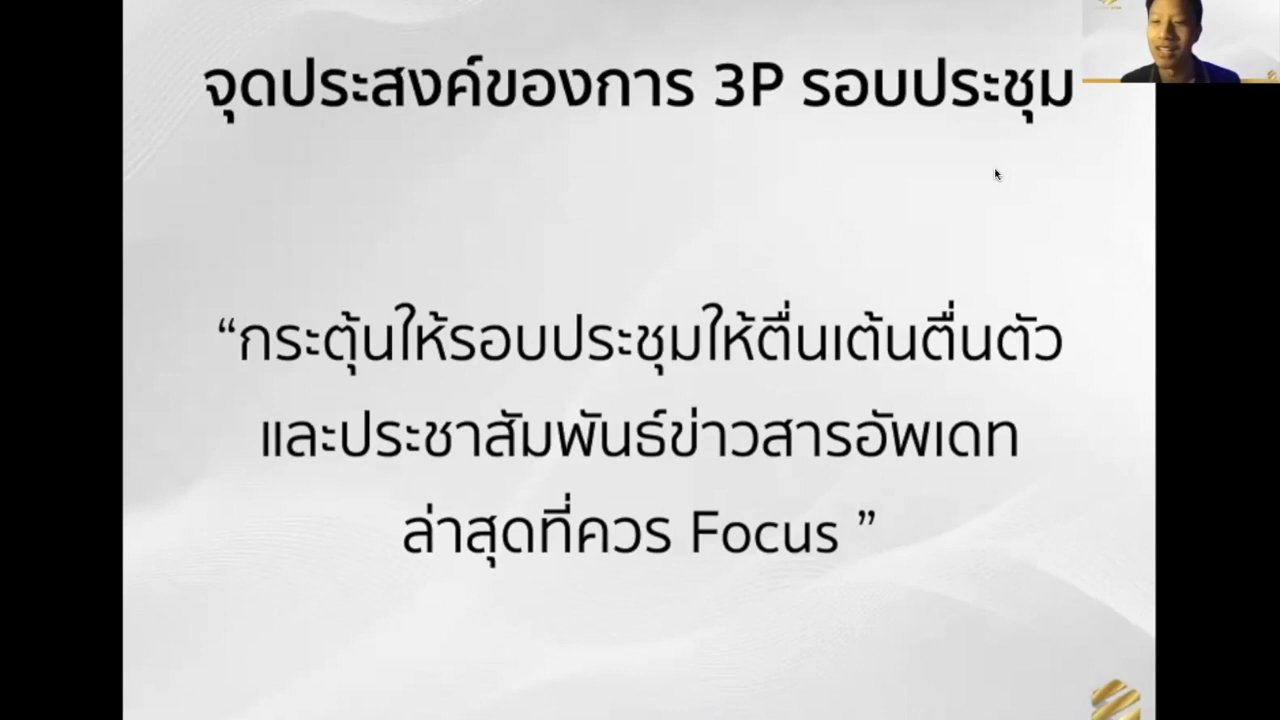 จุดประสงค์ของการ 3P รอบประชุม
“กระตุ้นให้รอบประชุมให้ตื่นเต้นตื่นตัว
และประชาสัมพันธ์ข่าวสารอัพเดท
ล่าสุดที่ควร Focus ”